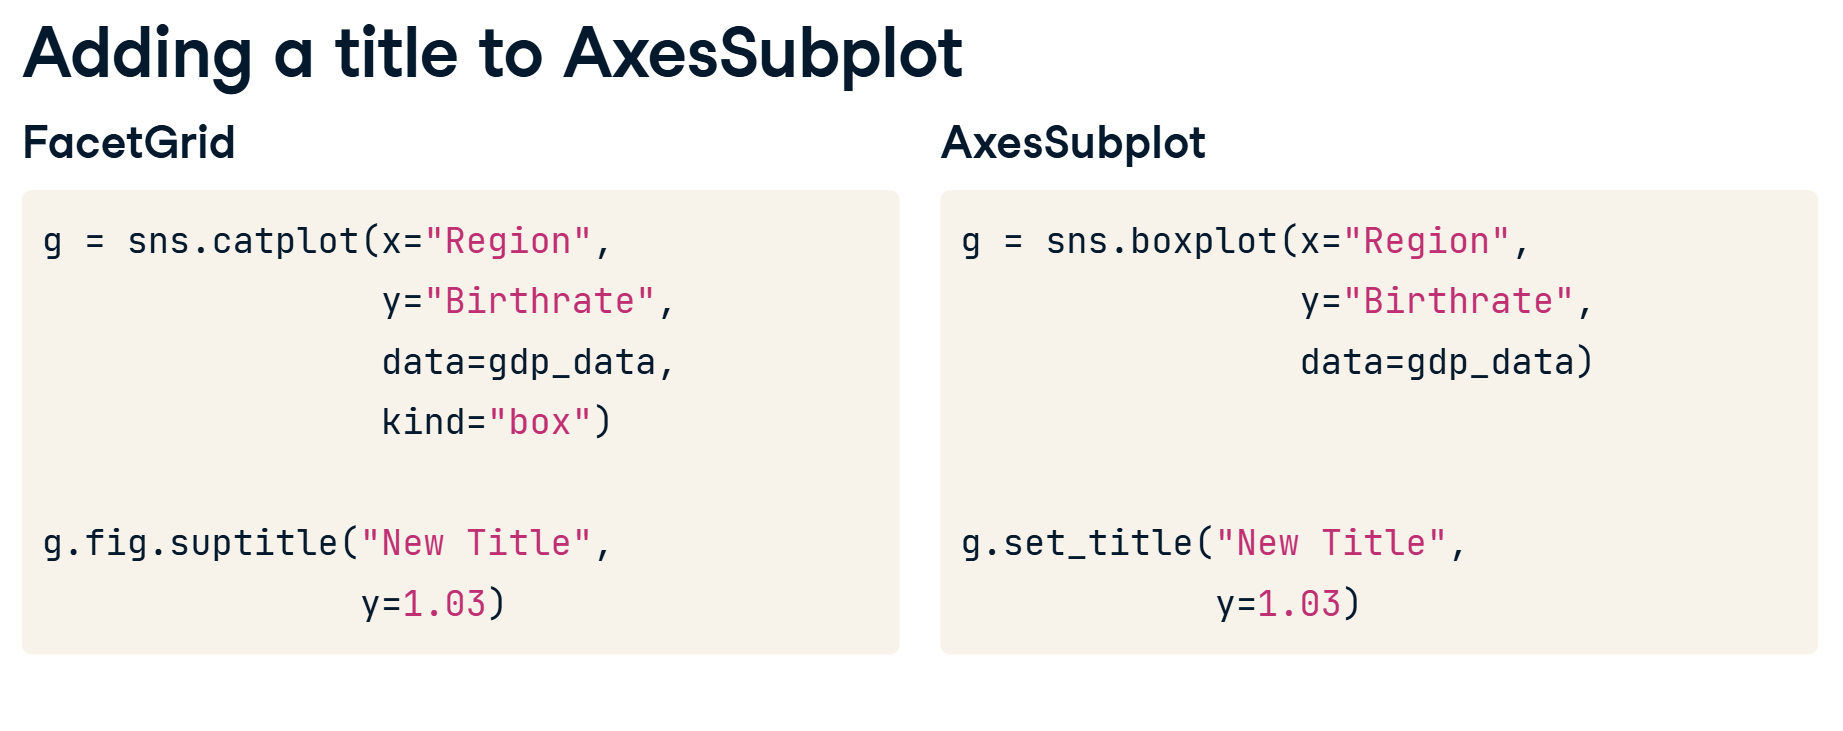 Adding a title to AxesSubplot
FacetGrid
g = sns.catplot(x="Region",
                y="Birthrate",
                data=gdp_data,
                kind="box")
g.fig.suptitle("New Title",
               y=1.03)
AxesSubplot
g = sns.boxplot(x="Region",
                y="Birthrate",
                data=gdp_data)
g.set_title("New Title",
            y=1.03)